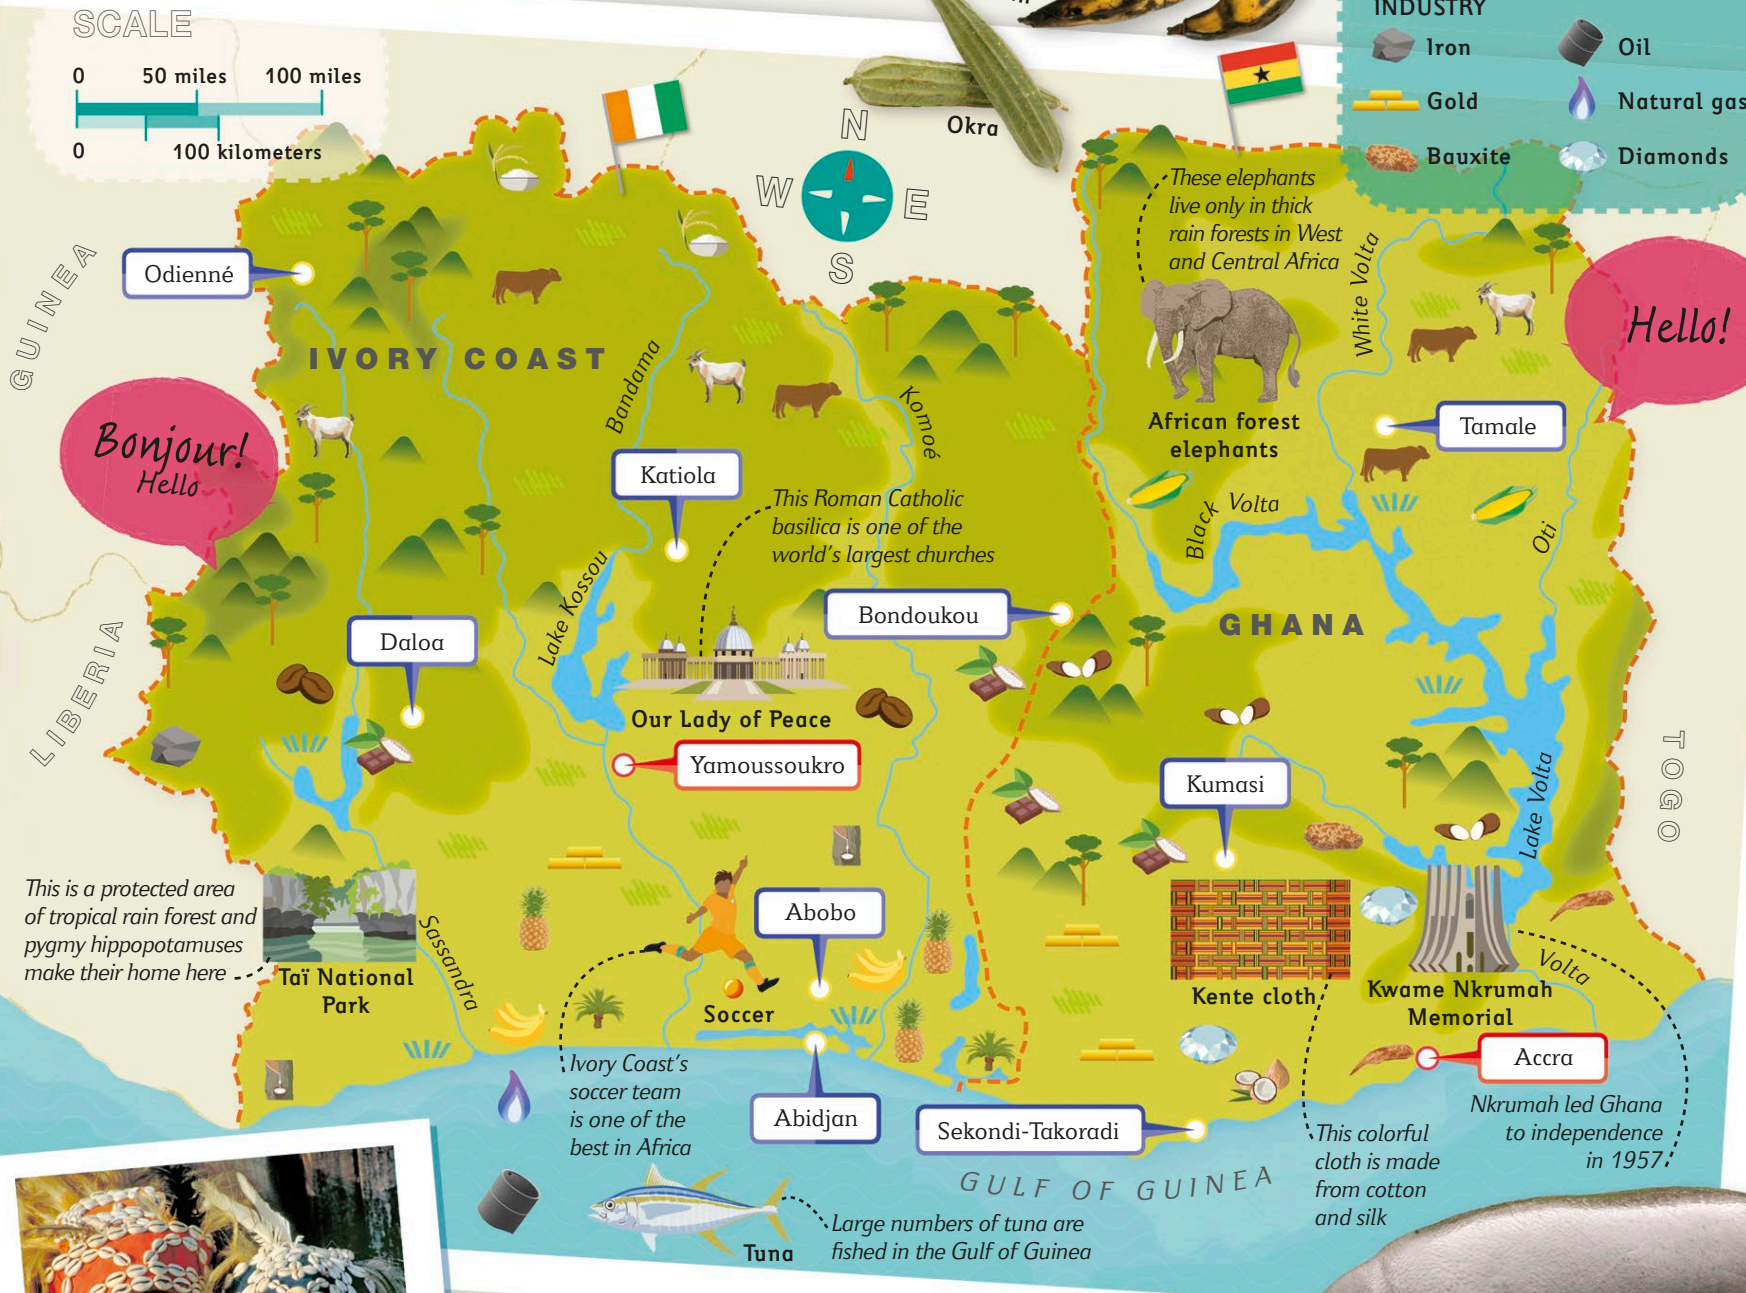 SCALE
0 50 miles 100 miles
0 100 kilometers
Okra
INDUSTRY
Iron
Oil
Gold
Natural gas
Bauxite
Diamonds
N
W
E
S
GUINEA
LIBERIA
TOGO
IVORY COAST
GHANA
GULF OF GUINEA
Bonjour!
Hello
Hello!
Odienné
Bandama
Komoé
Katiola
This Roman Catholic
basilica is one of the
world's largest churches
Lake Kossou
Bondoukou
Daloa
Our Lady of Peace
Yamoussoukro
This is a protected area
of tropical rain forest and
pygmy hippopotamuses
make their home here
Taï National
Park
Sassandra
Abobo
Soccer
Ivory Coast's
soccer team
is one of the
best in Africa
Abidjan
These elephants
live only in thick
rain forests in West
and Central Africa
African forest
elephants
White Volta
Tamale
Black Volta
Oti
Kumasi
Lake Volta
Kente cloth
Kwame Nkrumah
Memorial
Volta
Accra
Nkrumah led Ghana
to independence
in 1957
Sekondi-Takoradi
This colorful
cloth is made
from cotton
and silk
Tuna
Large numbers of tuna are
fished in the Gulf of Guinea